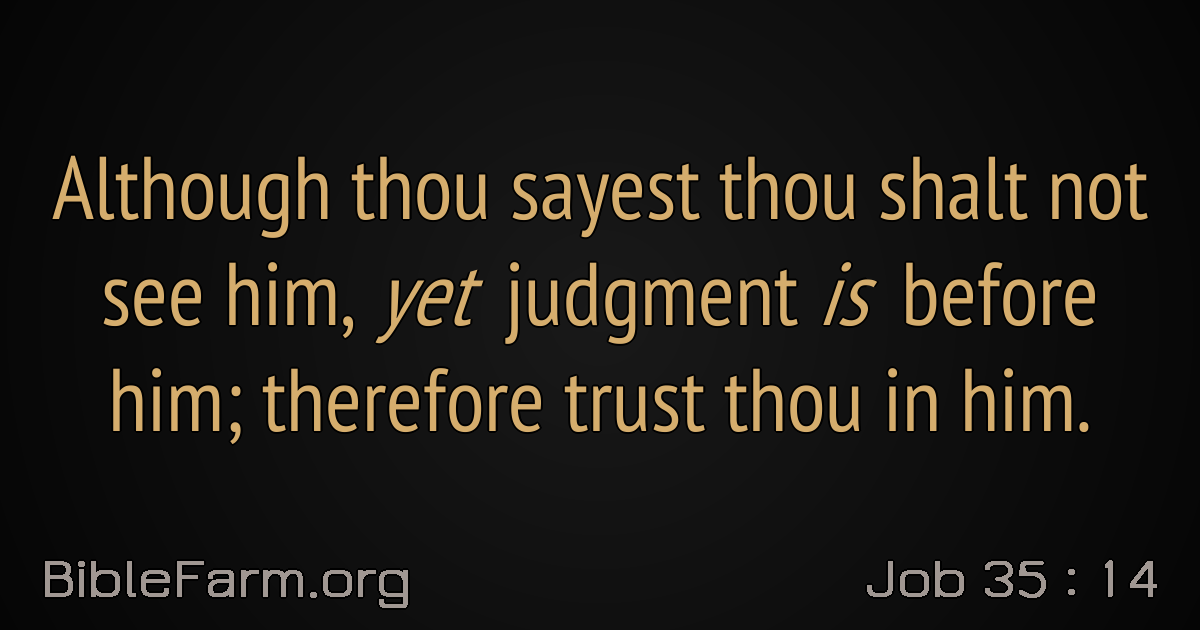 Although thou sayest thou shalt not
see him, yet judgment is before
him; therefore trust thou in him.
BibleFarm.org
Job 35 : 14